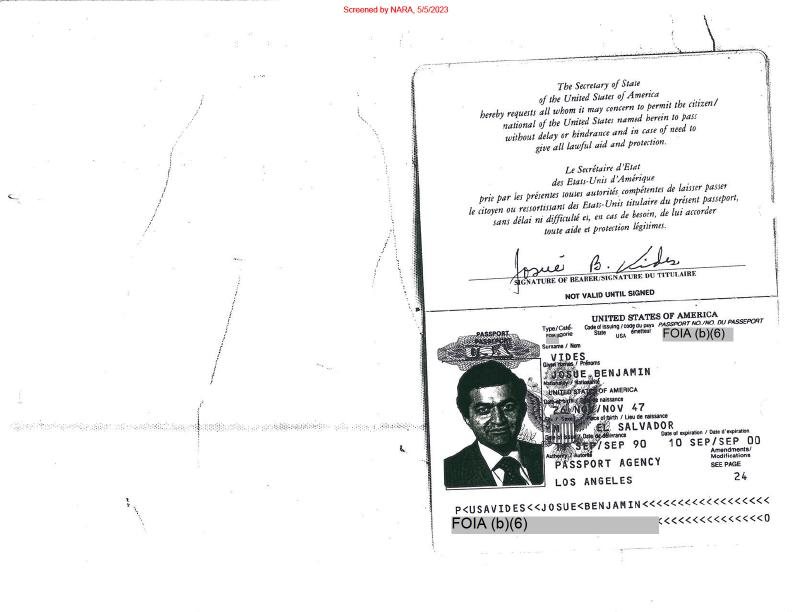 Screened by NARA, 5/5/2023
The Secretary of State
of the United States of America
hereby requests all whom it may concern to permit the citizen/
national of the United States named herein to pass
without delay or hindrance and in case of need to
give all lawful aid and protection.
Le Secrétaire d'Etat
des Etats-Unis d'Amérique
prie par les présentes toutes autorités compétentes de laisser passer
le citoyen ou ressortissant des Etats-Unis titulaire du présent passeport,
sans délai ni difficulté et, en cas de besoin, de lui accorder
toute aide et protection légitimes.
Josué B. Vides
SIGNATURE OF BEARER/SIGNATURE DU TITULAIRE
NOT VALID UNTIL SIGNED
UNITED STATES OF AMERICA
PASSPORT
PASSEPORT
USA
Type/Caté-
gorie
Code of issuing / code du pays
State USA émetteur
PASSPORT NO./NO. DU PASSEPORT
FOIA (b)(6)
Surname / Nom
VIDES
Given names / Prénoms
JOSUE BENJAMIN
Nationality / Nationalité
UNITED STATES OF AMERICA
Date of birth / Date de naissance
NOV/NOV 47
Place of birth / Lieu de naissance
M EL SALVADOR
Date of issue / Date de délivrance
SEP/SEP 90
Date of expiration / Date d'expiration
10 SEP/SEP 00
Authority / Autorité
PASSPORT AGENCY
LOS ANGELES
Amendments/
Modifications
SEE PAGE
24
P<USAVIDES<<JOSUE<BENJAMIN<<<<<<<<<<<<<<<<<<
FOIA (b)(6) <<<<<<<<<<<<<<0